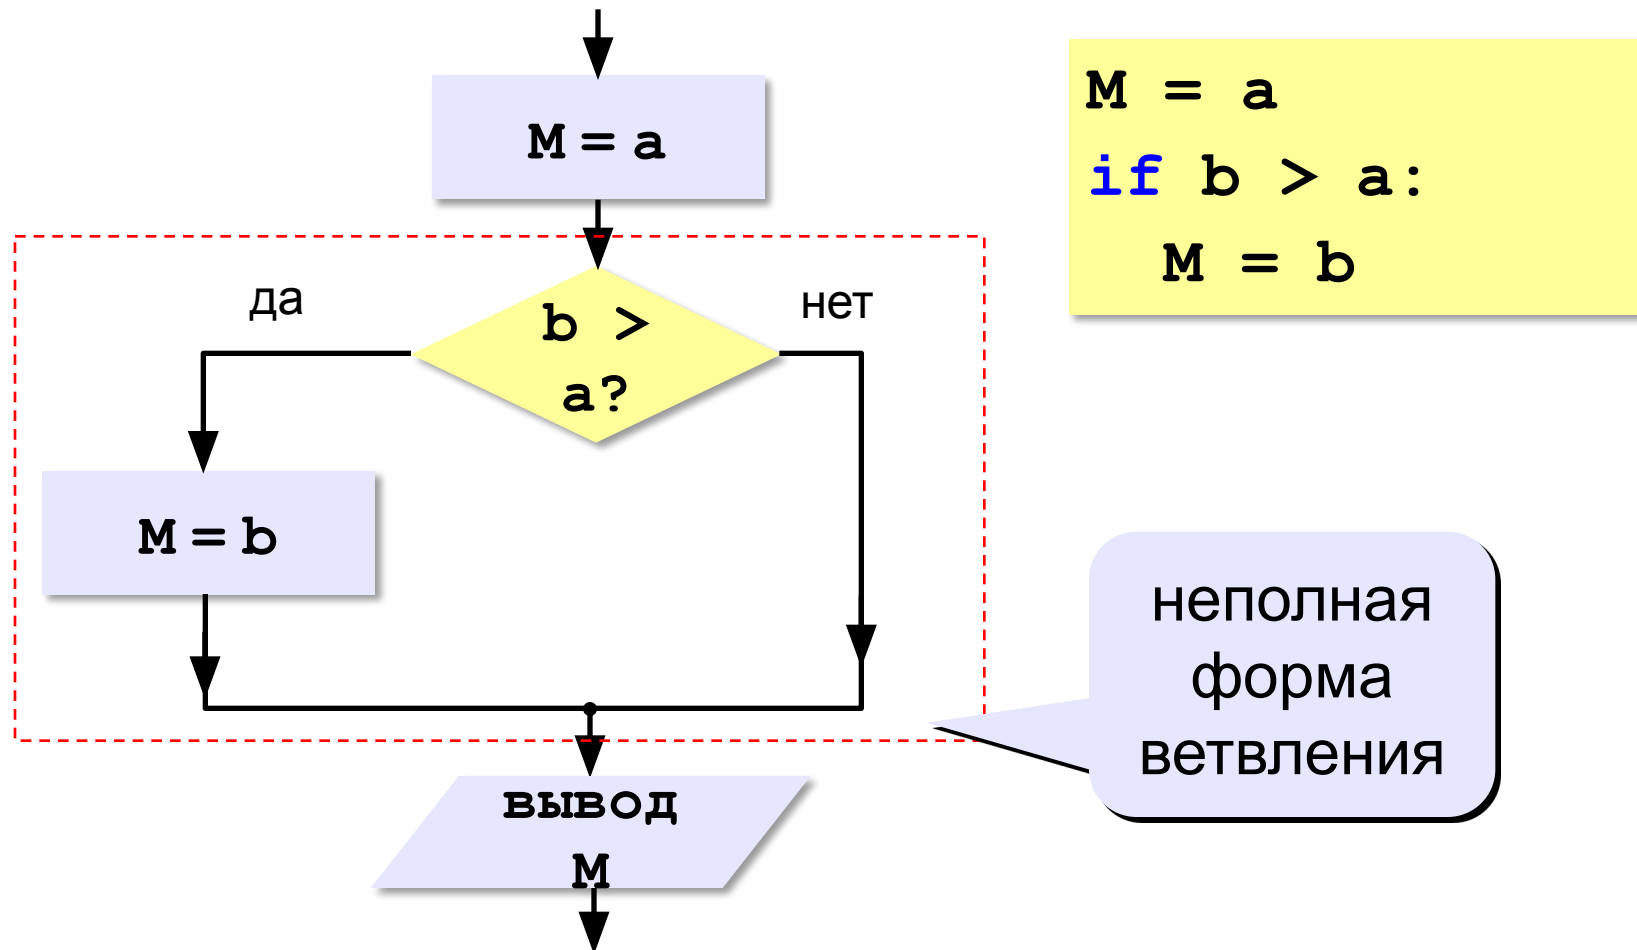 M = a
M = a
if b > a:
M = b
да
b >
a?
нет
M = b
неполная
форма
ветвления
вывод
M